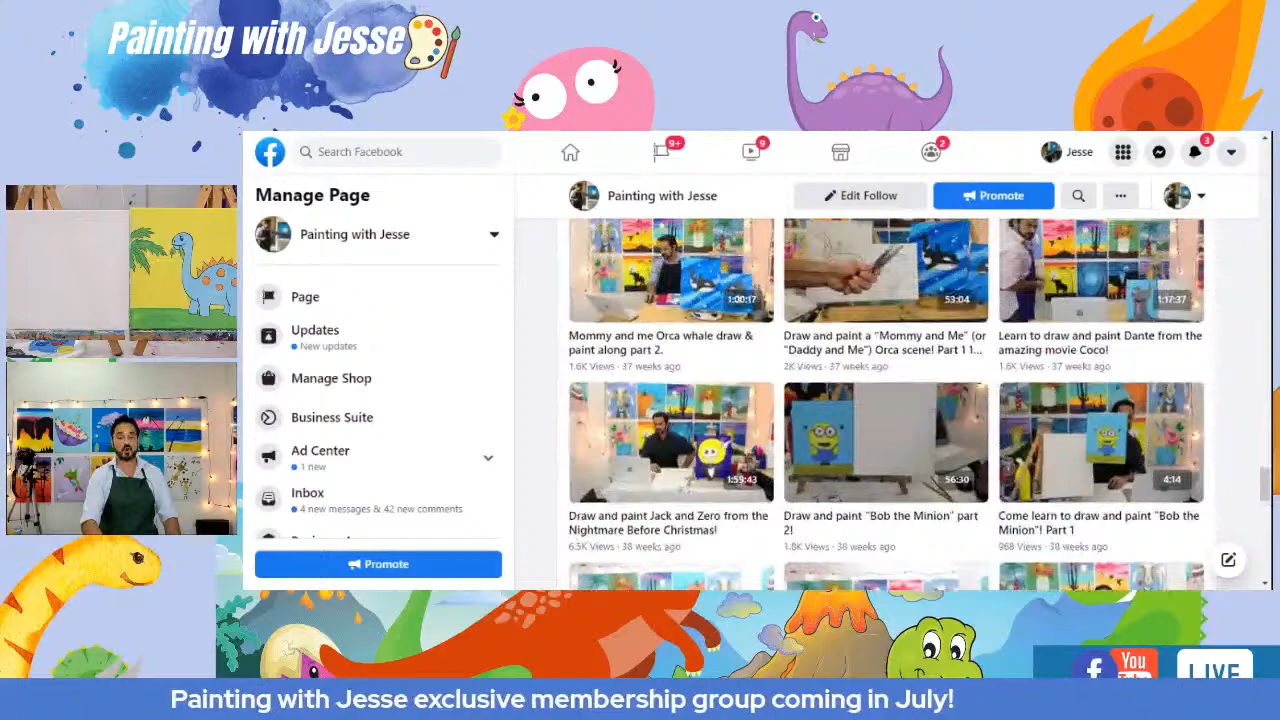 Painting with Jesse
Search Facebook
9+
9
2
Jesse
3
Manage Page
Painting with Jesse
Edit Follow
Promote
Painting with Jesse
Page
Updates
New updates
Manage Shop
Business Suite
Ad Center
1 new
Inbox
4 new messages & 42 new comments
Promote
1:00:17
53:04
1:17:37
Mommy and me Orca whale draw &
paint along part 2.
1.6K Views · 37 weeks ago
Draw and paint a "Mommy and Me" (or
"Daddy and Me") Orca scene! Part 1 1...
2K Views · 37 weeks ago
Learn to draw and paint Dante from the
amazing movie Coco!
1.6K Views · 37 weeks ago
1:59:43
56:30
4:14
Draw and paint Jack and Zero from the
Nightmare Before Christmas!
6.5K Views · 38 weeks ago
Draw and paint "Bob the Minion" part
2!
1.8K Views · 38 weeks ago
Come learn to draw and paint "Bob the
Minion"! Part 1
968 Views · 38 weeks ago
You
LIVE
Painting with Jesse exclusive membership group coming in July!